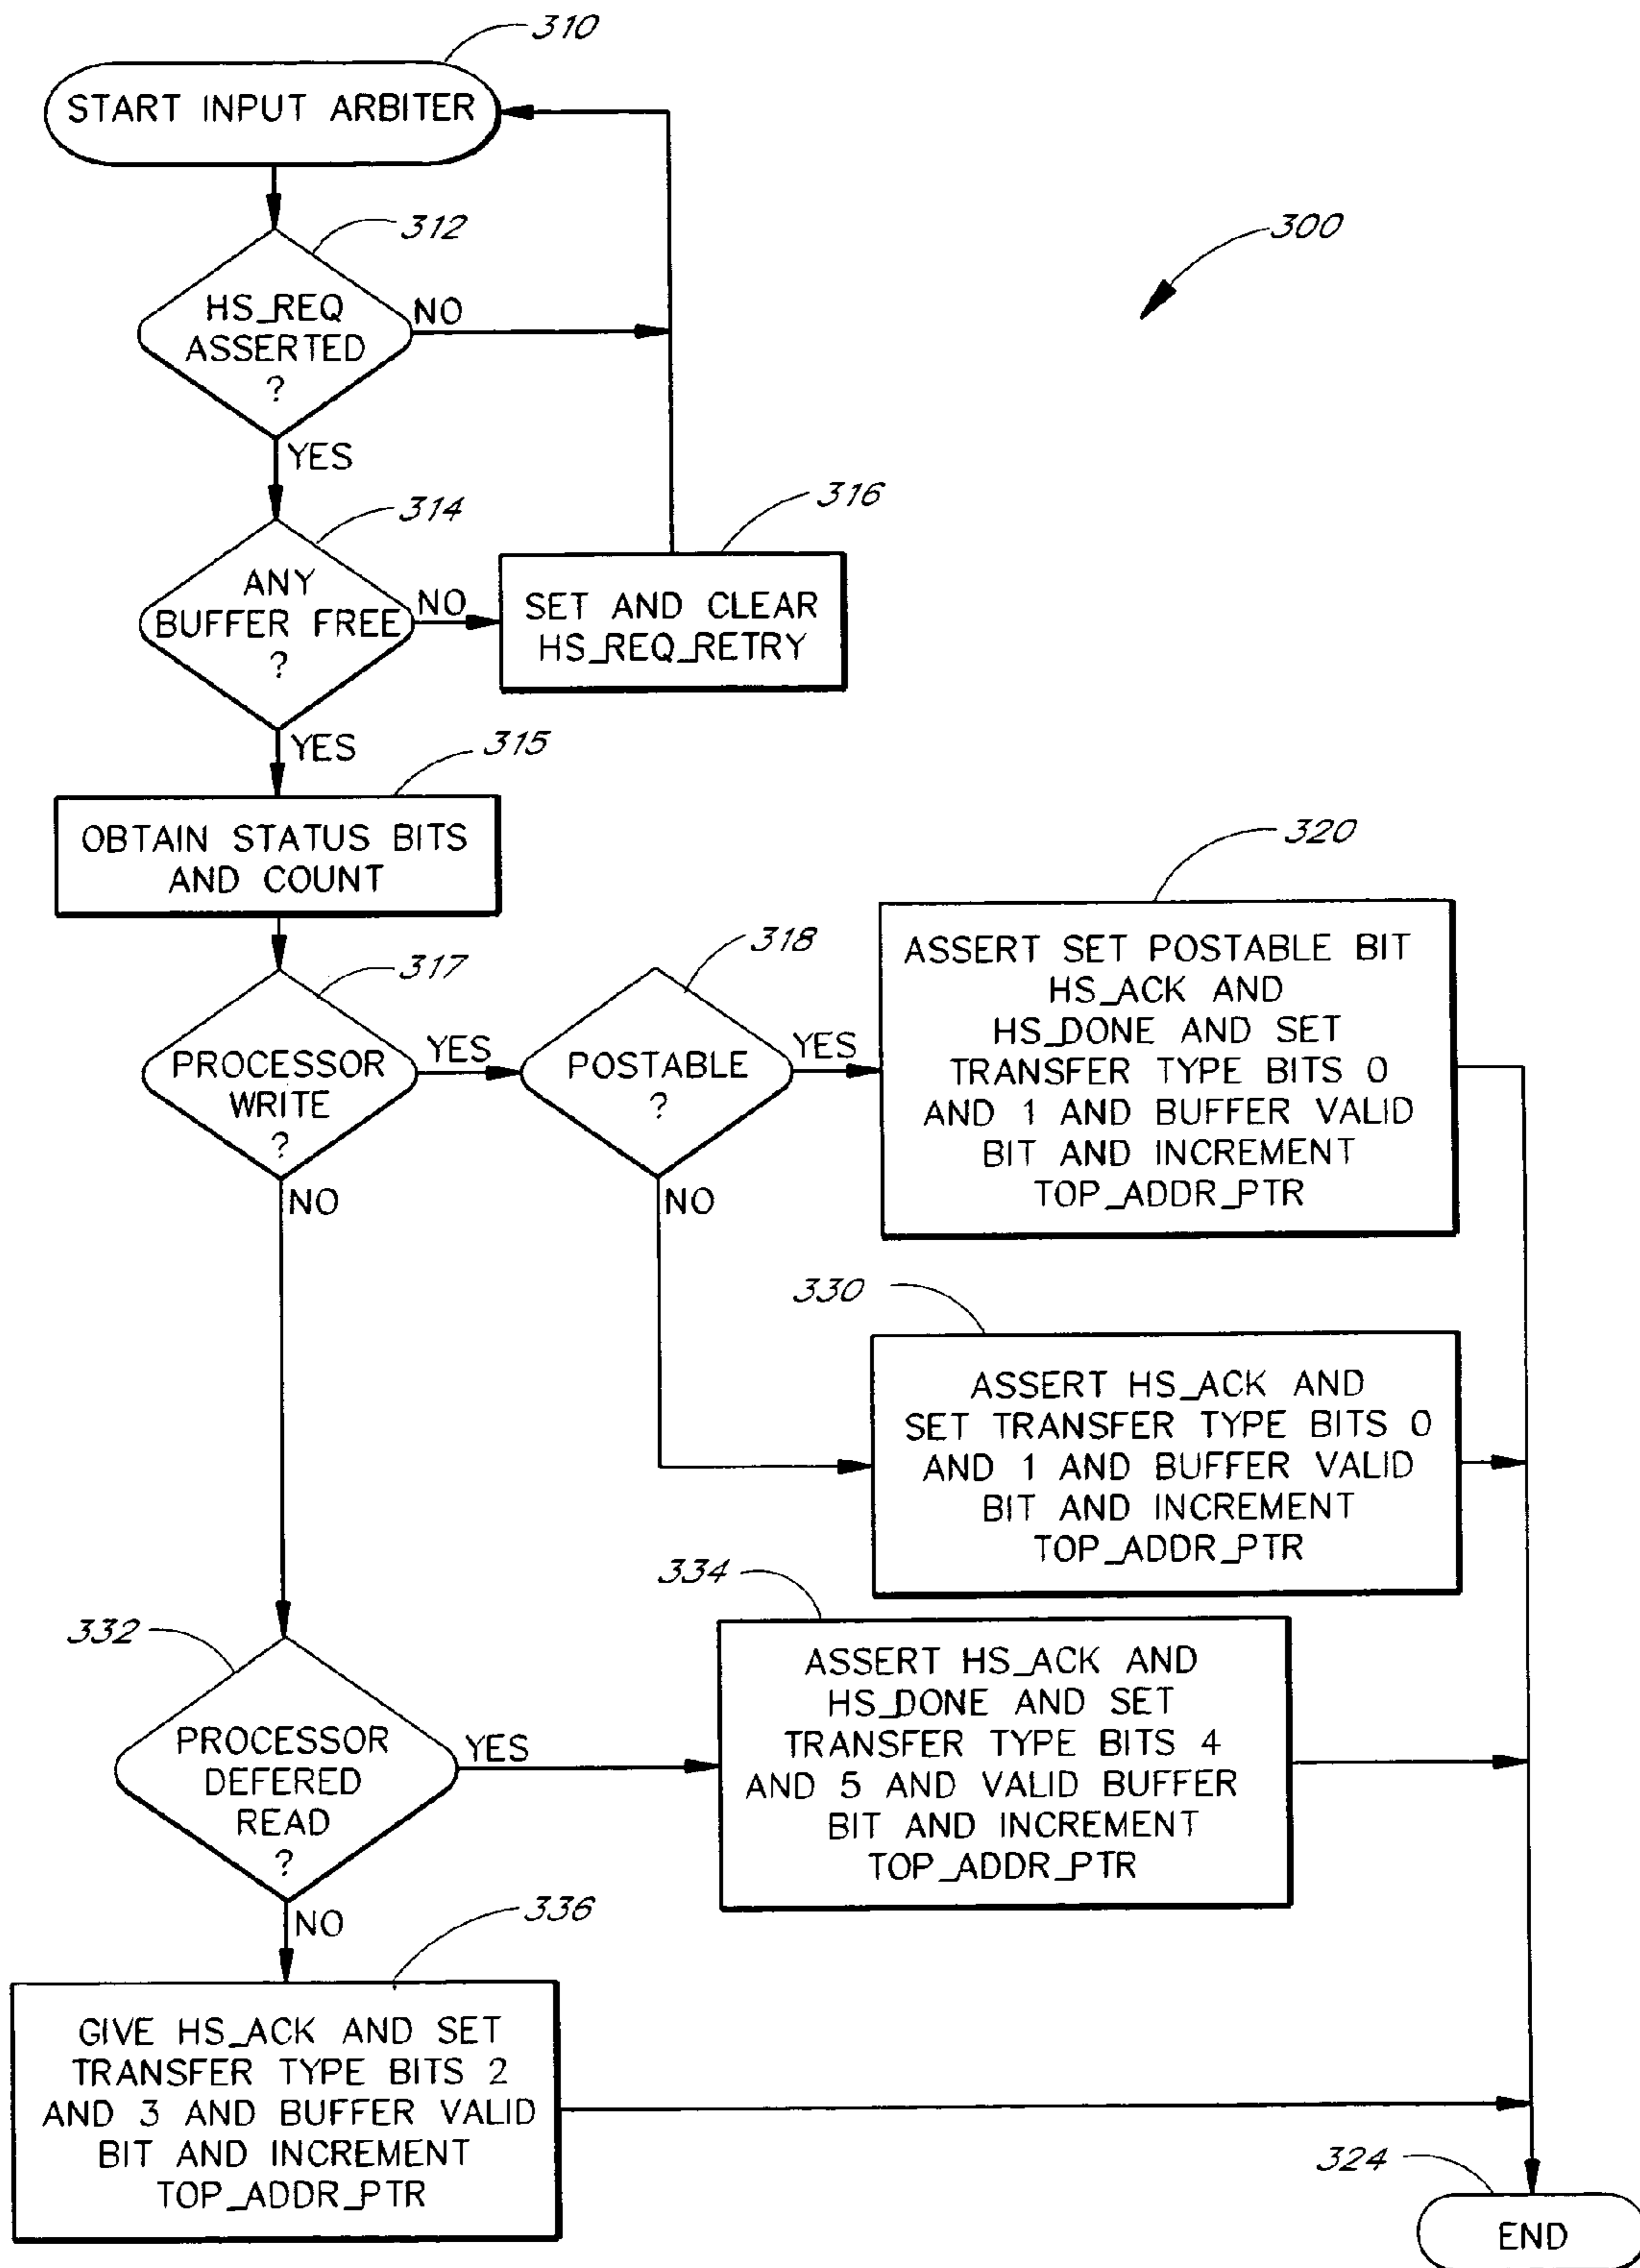 310
START INPUT ARBITER
312
300
HS_REQ
ASSERTED
?
NO
YES
314
316
ANY
BUFFER FREE
?
NO
SET AND CLEAR
HS_REQ_RETRY
YES
315
OBTAIN STATUS BITS
AND COUNT
317
PROCESSOR
WRITE
?
YES
NO
318
POSTABLE
?
YES
NO
320
ASSERT SET POSTABLE BIT
HS_ACK AND
HS_DONE AND SET
TRANSFER TYPE BITS 0
AND 1 AND BUFFER VALID
BIT AND INCREMENT
TOP_ADDR_PTR
330
ASSERT HS_ACK AND
SET TRANSFER TYPE BITS 0
AND 1 AND BUFFER VALID
BIT AND INCREMENT
TOP_ADDR_PTR
332
PROCESSOR
DEFERED
READ
?
YES
NO
334
ASSERT HS_ACK AND
HS_DONE AND SET
TRANSFER TYPE BITS 4
AND 5 AND VALID BUFFER
BIT AND INCREMENT
TOP_ADDR_PTR
336
GIVE HS_ACK AND SET
TRANSFER TYPE BITS 2
AND 3 AND BUFFER VALID
BIT AND INCREMENT
TOP_ADDR_PTR
324
END